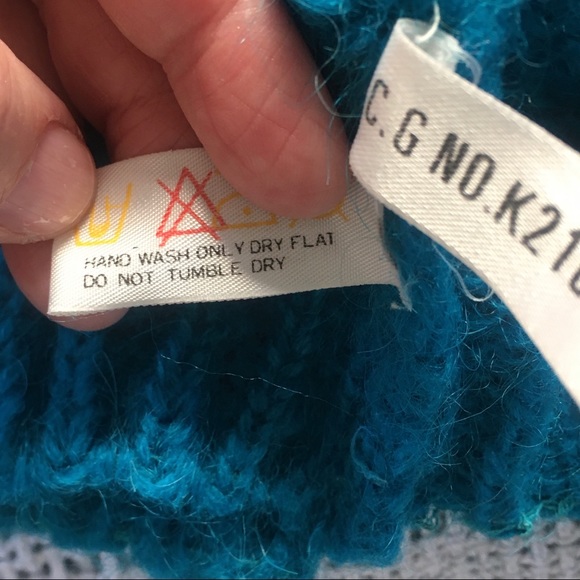 HAND WASH ONLY DRY FLAT
DO NOT TUMBLE DRY
C.G NO.K21